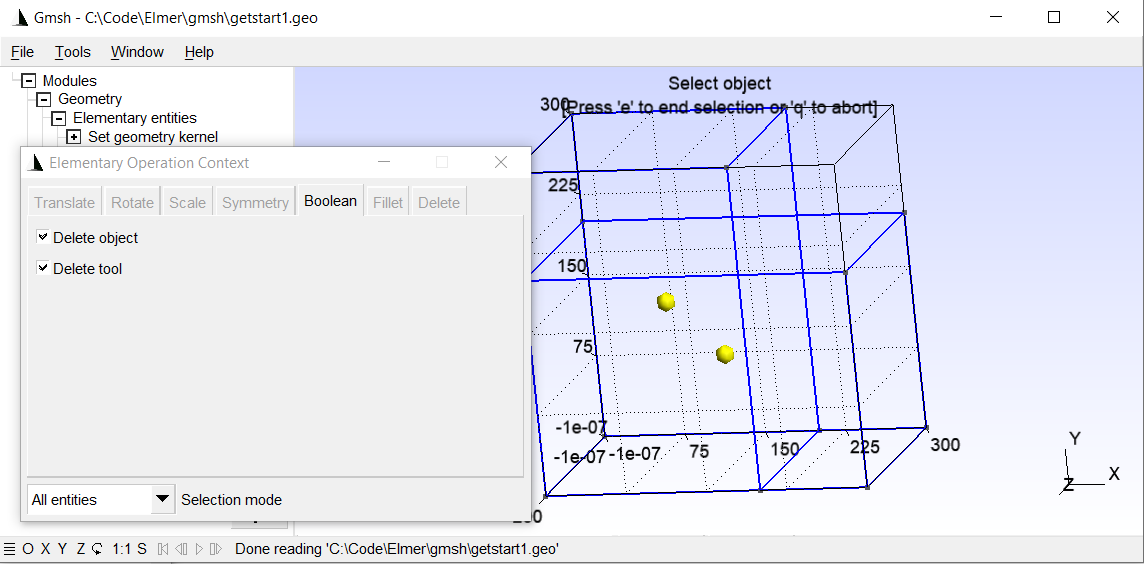 Gmsh - C:\Code\Elmer\gmsh\getstart1.geo
File Tools Window Help
Modules
Geometry
Elementary entities
Set geometry kernel
Elementary Operation Context
Translate Rotate Scale Symmetry Boolean Fillet Delete
Delete object
Delete tool
All entities Selection mode
Select object
[Press 'e' to end selection or 'q' to abort]
300
225
150
75
-1e-07
-1e-07 -1e-07 75 150 225 300
Y
X
Z
O X Y Z 1:1 S Done reading 'C:\Code\Elmer\gmsh\getstart1.geo'